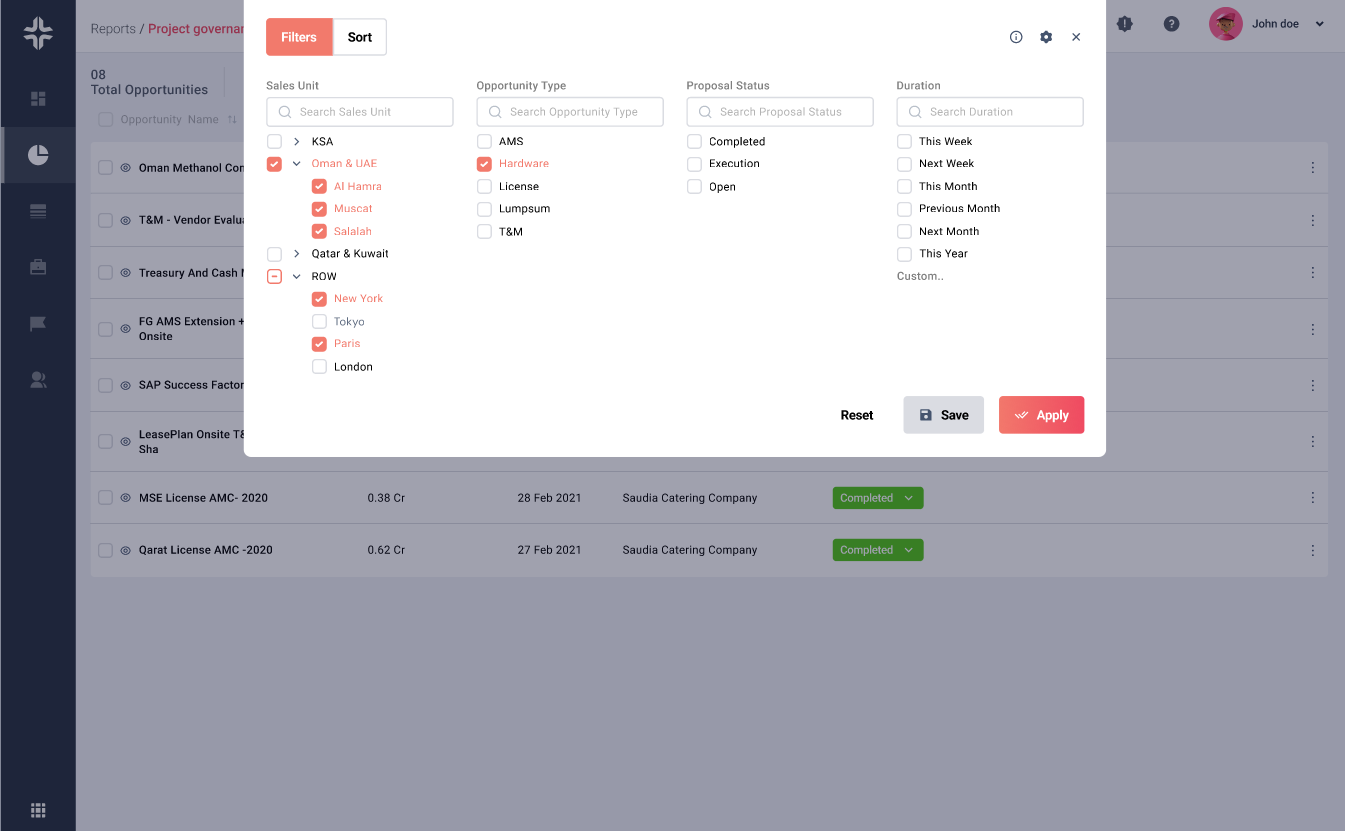 Reports / Project governan
John doe
Filters
Sort
08
Total Opportunities
Opportunity Name
Sales Unit
Search Sales Unit
KSA
Oman & UAE
Al Hamra
Muscat
Salalah
Qatar & Kuwait
ROW
New York
Tokyo
Paris
London
Opportunity Type
Search Opportunity Type
AMS
Hardware
License
Lumpsum
T&M
Proposal Status
Search Proposal Status
Completed
Execution
Open
Duration
Search Duration
This Week
Next Week
This Month
Previous Month
Next Month
This Year
Custom..
Reset
Save
Apply
Oman Methanol Con
T&M - Vendor Evalua
Treasury And Cash M
FG AMS Extension +
Onsite
SAP Success Factor
LeasePlan Onsite T&
Sha
MSE License AMC- 2020 0.38 Cr 28 Feb 2021 Saudia Catering Company Completed
Qarat License AMC -2020 0.62 Cr 27 Feb 2021 Saudia Catering Company Completed